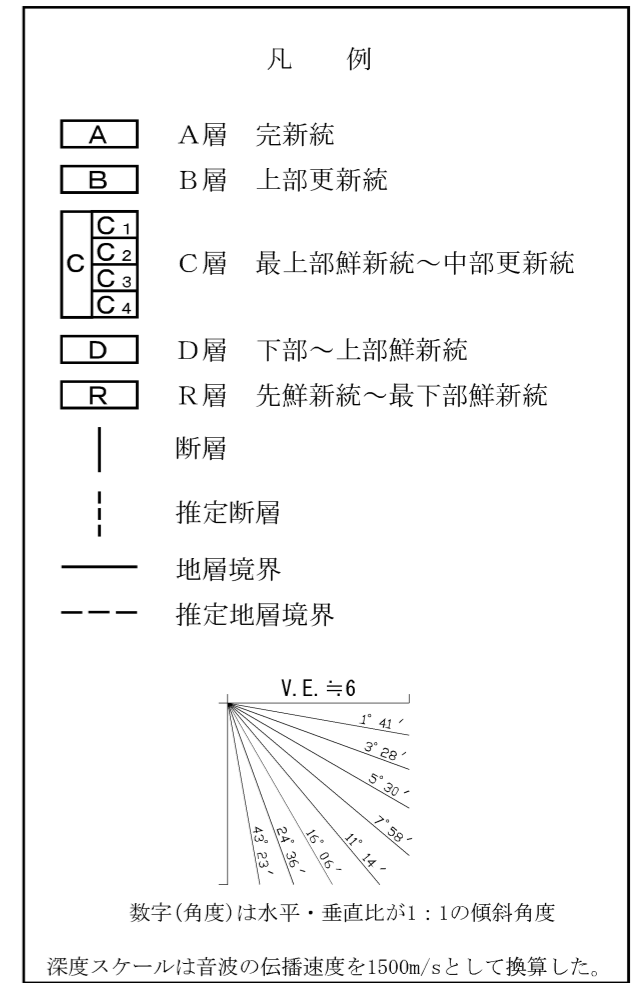 凡　例
A　A層　完新統
B　B層　上部更新統
C　C1　C2　C3　C4　C層　最上部鮮新統～中部更新統
D　D層　下部～上部鮮新統
R　R層　先鮮新統～最下部鮮新統
断層
推定断層
地層境界
推定地層境界
V.E.≒6
1°41′
3°28′
5°30′
7°58′
11°14′
16°06′
24°36′
43°23′
数字(角度)は水平・垂直比が1：1の傾斜角度
深度スケールは音波の伝播速度を1500m/sとして換算した。